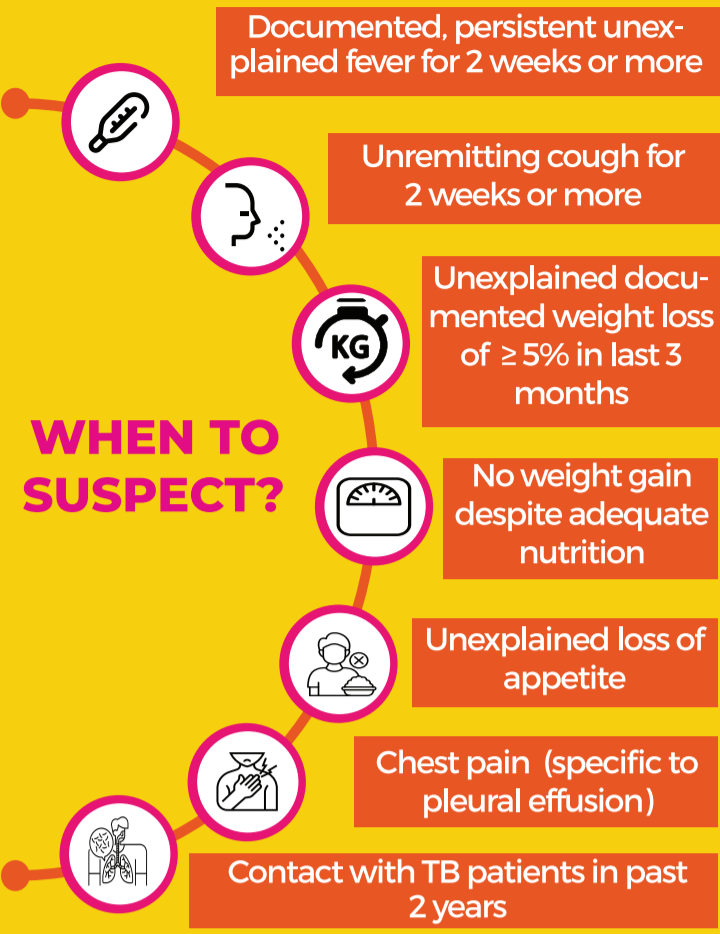 Documented, persistent unex-
plained fever for 2 weeks or more
Unremitting cough for
2 weeks or more
Unexplained docu-
mented weight loss
of ≥ 5% in last 3
months
KG
WHEN TO
SUSPECT?
No weight gain
despite adequate
nutrition
Unexplained loss of
appetite
Chest pain (specific to
pleural effusion)
Contact with TB patients in past
2 years